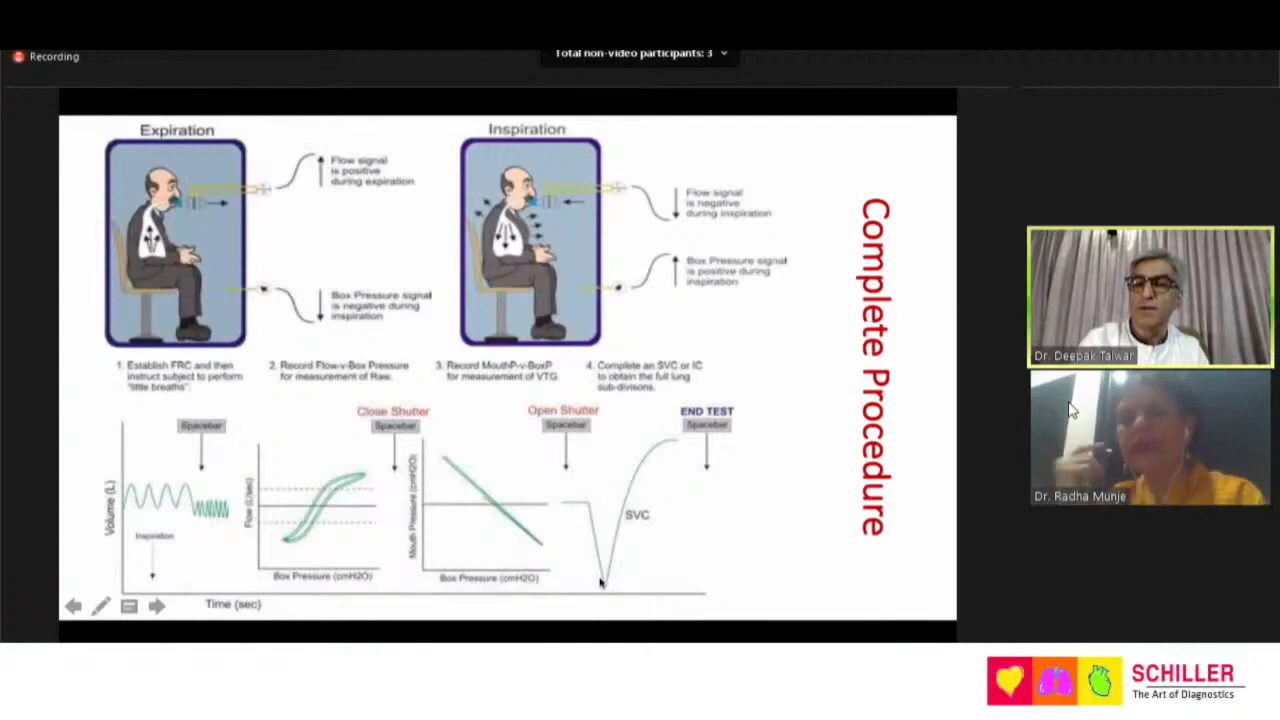 Recording
Total non-video participants: 3
Expiration
Inspiration
Flow signal
is positive
during expiration
Flow signal
is negative
during inspiration
Box Pressure signal
is negative during
inspiration
Box Pressure signal
is positive during
inspiration
Complete Procedure
1. Establish FRC and then
instruct subject to perform
"little breaths".
2. Record Flow-v-Box Pressure
for measurement of Raw.
3. Record MouthP-v-BoxP
for measurement of VTG.
4. Complete an SVC or IC
to obtain the full lung
sub-divisons.
Spacebar
Close Shutter
Spacebar
Open Shutter
Spacebar
END TEST
Spacebar
Volume (L)
Inspiration
Flow (L/sec)
Box Pressure (cmH2O)
Mouth Pressure (cmH2O)
Box Pressure (cmH2O)
SVC
Time (sec)
Dr. Deepak Talwar
Dr. Radha Munje
SCHILLER
The Art of Diagnostics